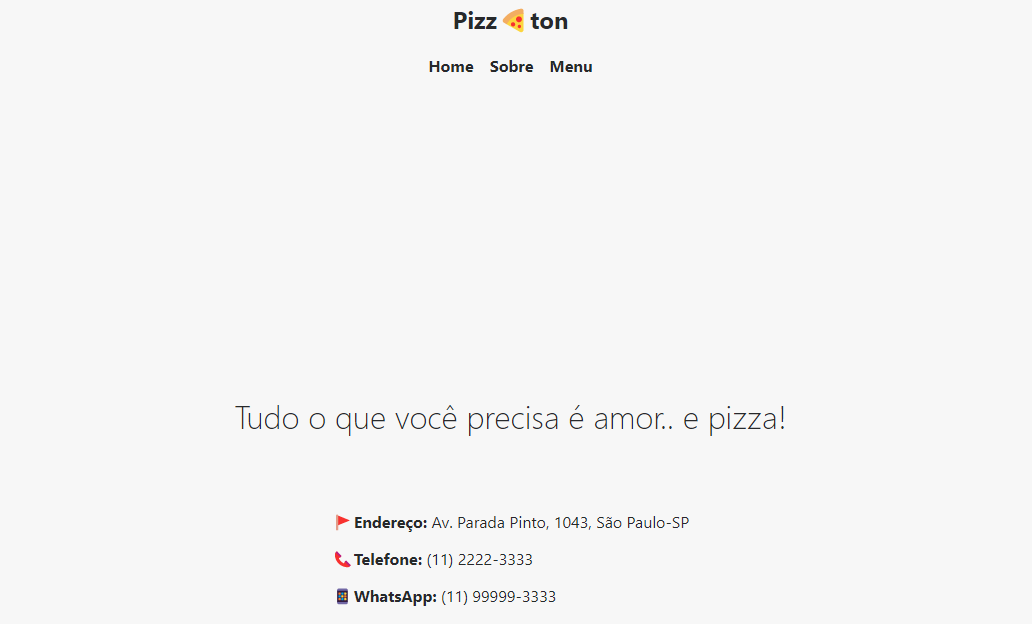 Pizz🍕ton
Home Sobre Menu
Tudo o que você precisa é amor.. e pizza!
🚩 Endereço: Av. Parada Pinto, 1043, São Paulo-SP
📞 Telefone: (11) 2222-3333
📱 WhatsApp: (11) 99999-3333